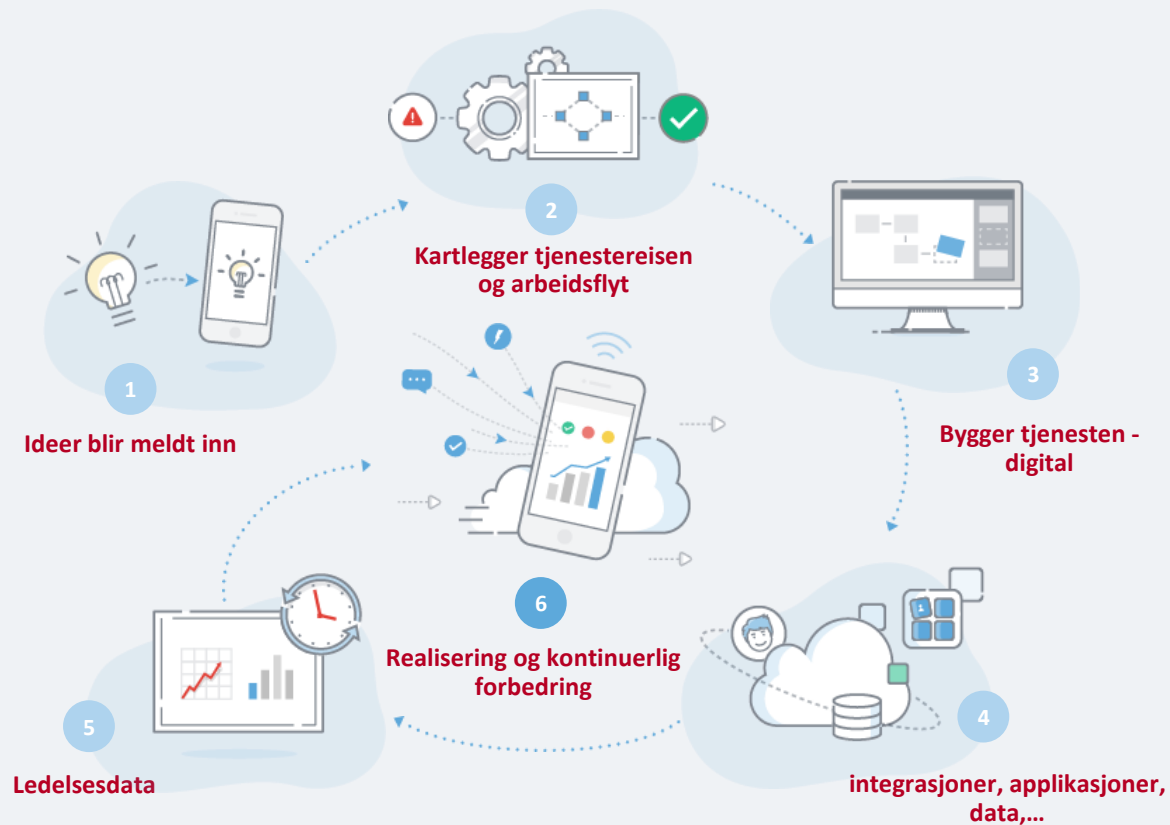 1
Ideer blir meldt inn
2
Kartlegger tjenestereisen
og arbeidsflyt
3
Bygger tjenesten -
digital
1
4
integrasjoner, applikasjoner,
data,...
5
Ledelsesdata
6
Realisering og kontinuerlig
forbedring